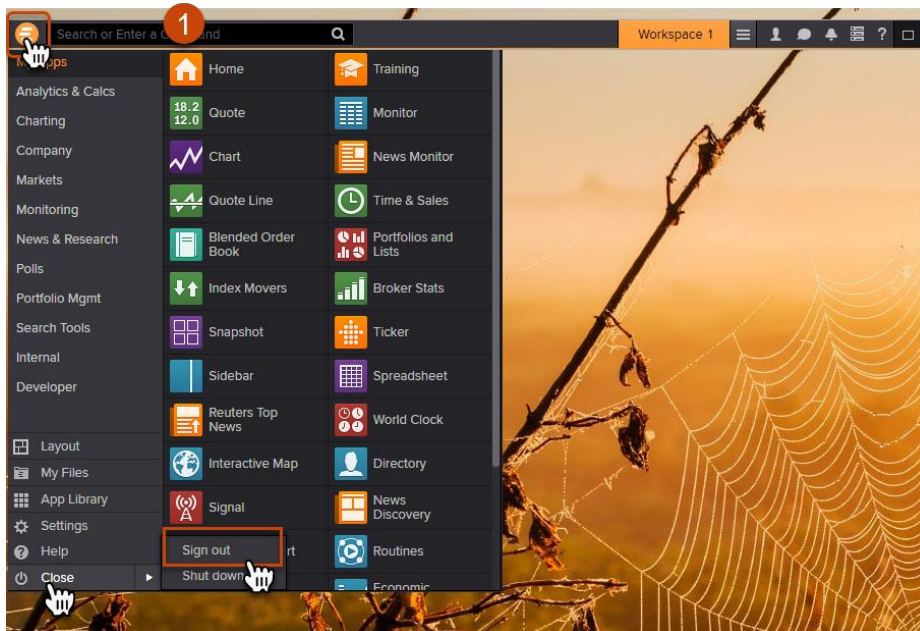 1
Search or Enter a C
and
Workspace 1
?
My Apps
Analytics & Calcs
Charting
Company
Markets
Monitoring
News & Research
Polls
Portfolio Mgmt
Search Tools
Internal
Developer
Layout
My Files
App Library
Settings
Help
Close
Home
Training
18.2
12.0
Quote
Monitor
Chart
News Monitor
Quote Line
Time & Sales
Blended Order
Book
Portfolios and
Lists
Index Movers
Broker Stats
Snapshot
Ticker
Sidebar
Spreadsheet
Reuters Top
News
World Clock
Interactive Map
Directory
A
Signal
News
Discovery
Sign out
rt
Routines
Shut down
Economic